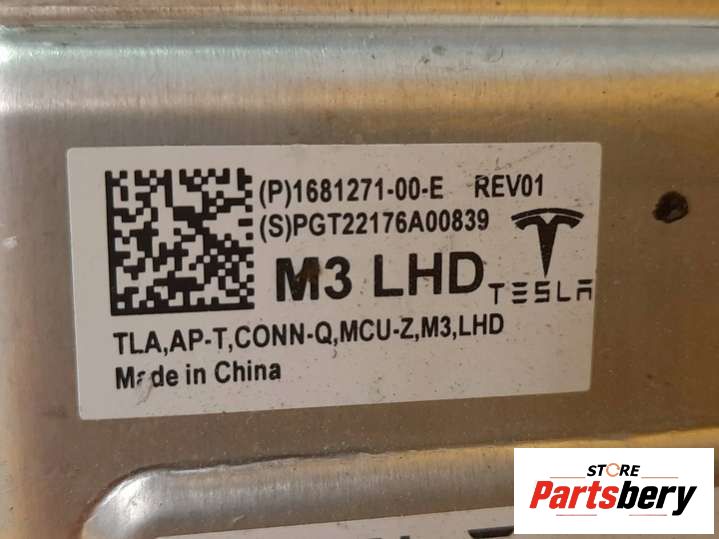 (P)1681271-00-E REV01
(S)PGT22176A00839
M3 LHD
TESLA
TLA,AP-T,CONN-Q,MCU-Z,M3,LHD
Made in China
STORE
Partsbery